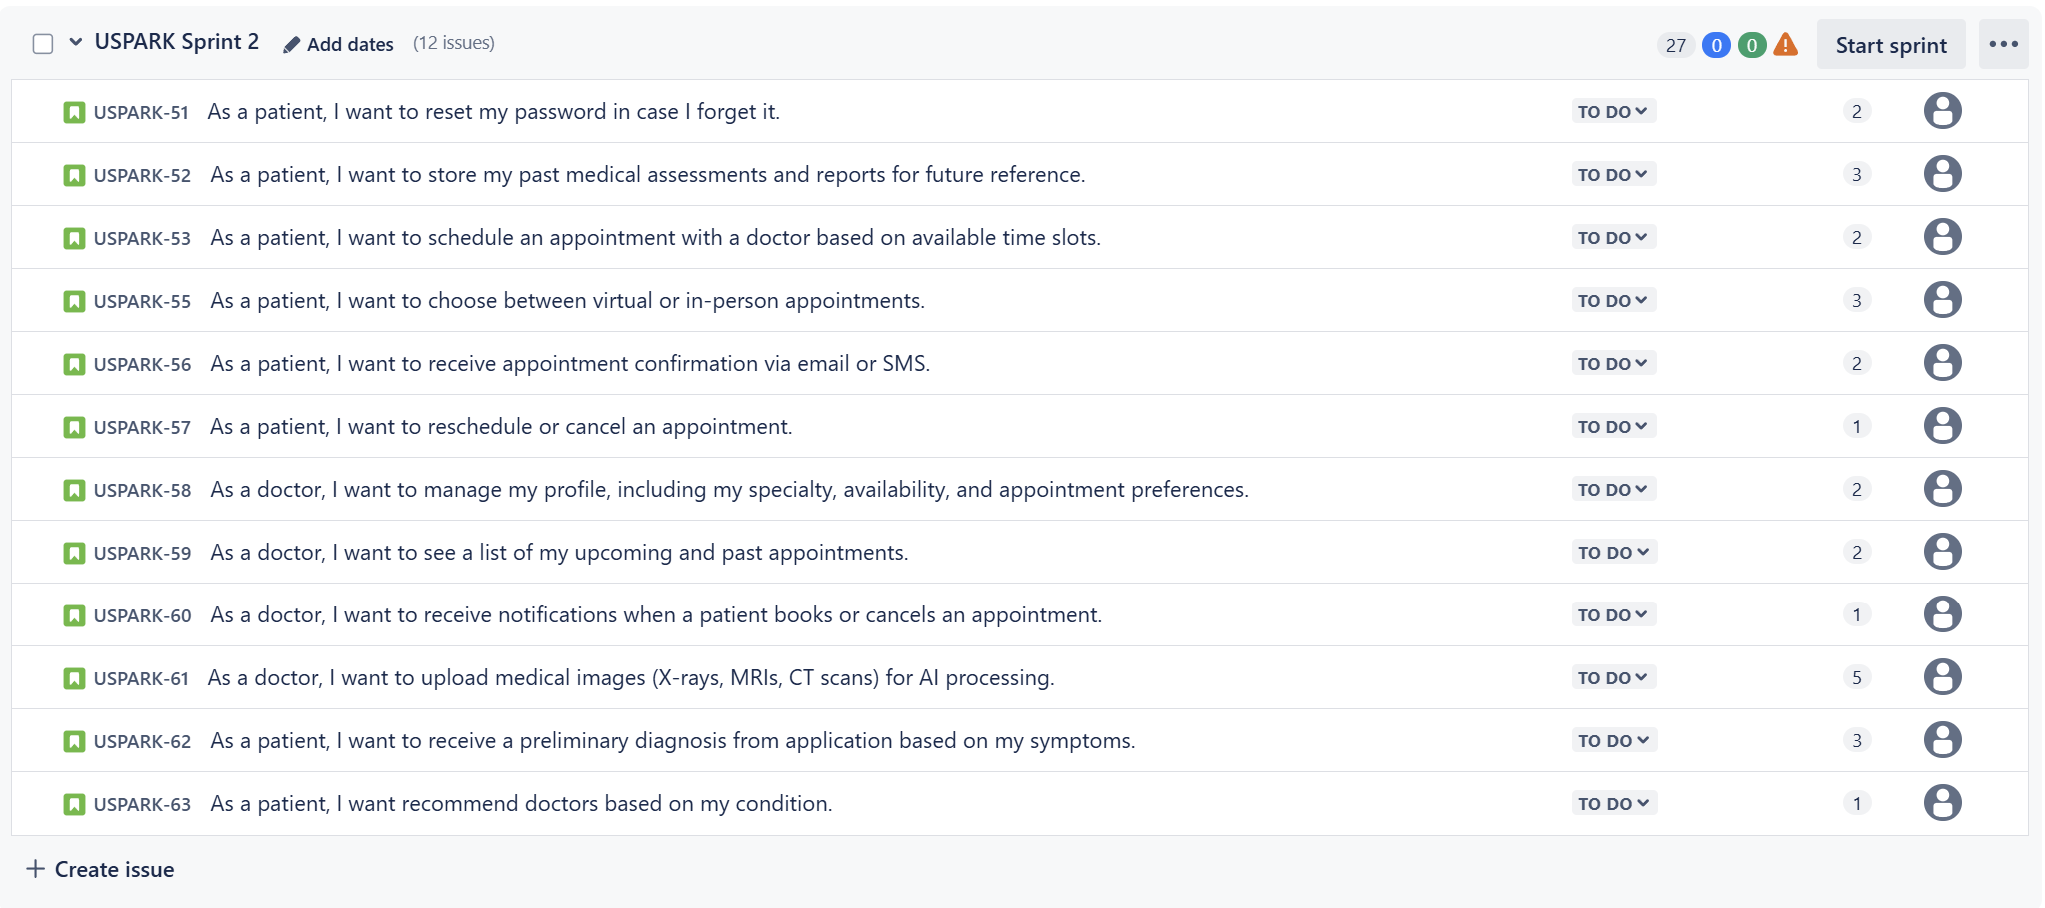 USPARK Sprint 2 Add dates (12 issues) 27 0 0 Start sprint
USPARK-51 As a patient, I want to reset my password in case I forget it. TO DO 2
USPARK-52 As a patient, I want to store my past medical assessments and reports for future reference. TO DO 3
USPARK-53 As a patient, I want to schedule an appointment with a doctor based on available time slots. TO DO 2
USPARK-55 As a patient, I want to choose between virtual or in-person appointments. TO DO 3
USPARK-56 As a patient, I want to receive appointment confirmation via email or SMS. TO DO 2
USPARK-57 As a patient, I want to reschedule or cancel an appointment. TO DO 1
USPARK-58 As a doctor, I want to manage my profile, including my specialty, availability, and appointment preferences. TO DO 2
USPARK-59 As a doctor, I want to see a list of my upcoming and past appointments. TO DO 2
USPARK-60 As a doctor, I want to receive notifications when a patient books or cancels an appointment. TO DO 1
USPARK-61 As a doctor, I want to upload medical images (X-rays, MRIs, CT scans) for AI processing. TO DO 5
USPARK-62 As a patient, I want to receive a preliminary diagnosis from application based on my symptoms. TO DO 3
USPARK-63 As a patient, I want recommend doctors based on my condition. TO DO 1
+ Create issue